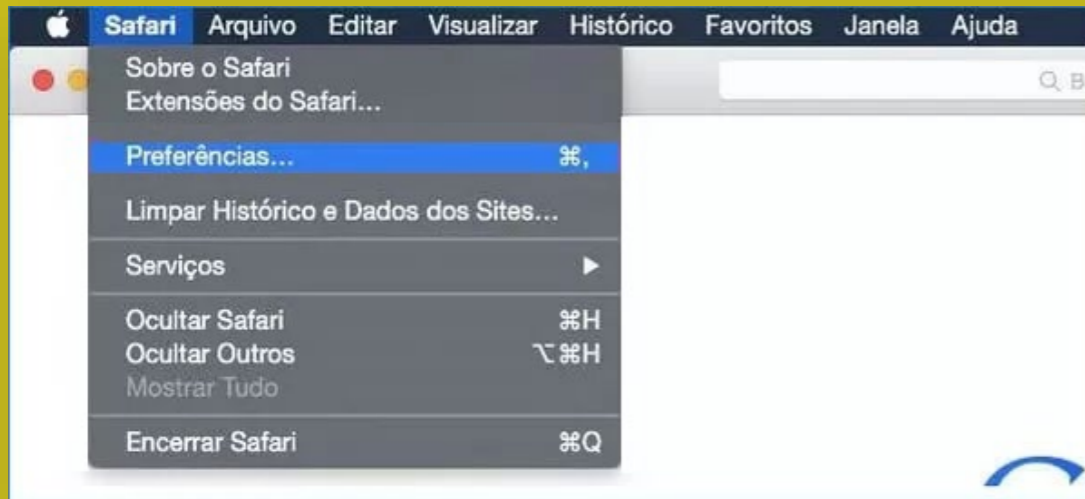 Safari Arquivo Editar Visualizar Histórico Favoritos Janela Ajuda
Sobre o Safari
Extensões do Safari...
Preferências... ⌘,
Limpar Histórico e Dados dos Sites...
Serviços ▶
Ocultar Safari ⌘H
Ocultar Outros ⌥⌘H
Mostrar Tudo
Encerrar Safari ⌘Q